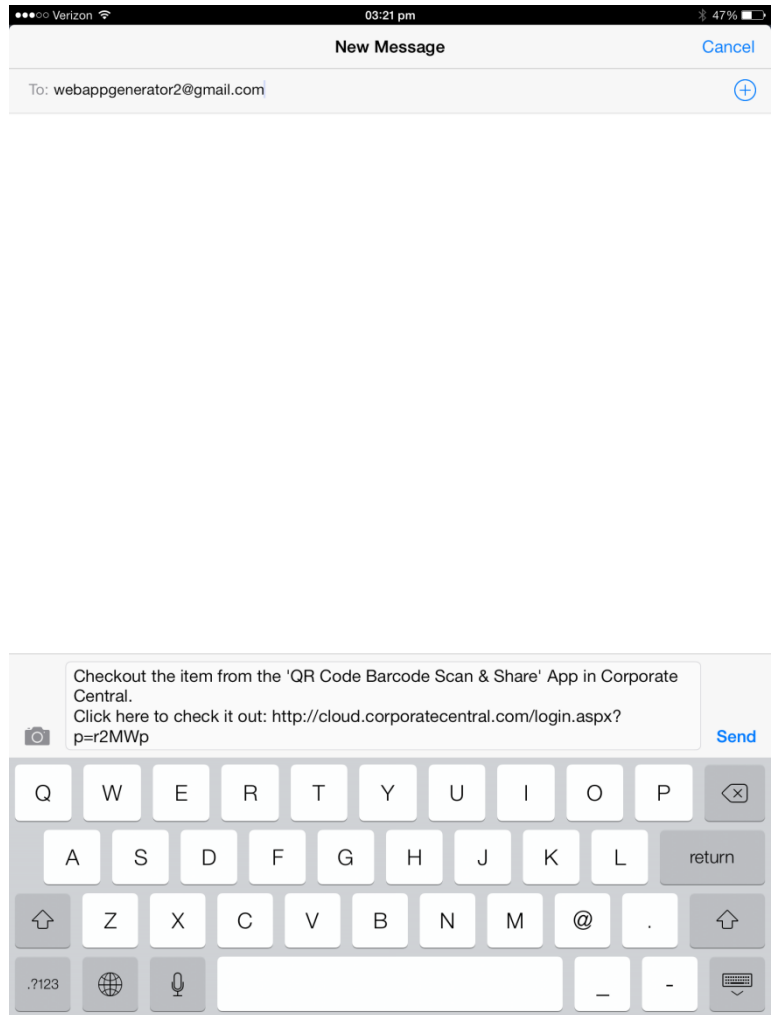 Verizon 03:21 pm 47%
New Message Cancel
To: webappgenerator2@gmail.com
Checkout the item from the 'QR Code Barcode Scan & Share' App in Corporate
Central.
Click here to check it out: http://cloud.corporatecentral.com/login.aspx?
p=r2MWp
Send
Q W E R T Y U I O P
A S D F G H J K L return
Z X C V B N M @ .
.?123 _ -